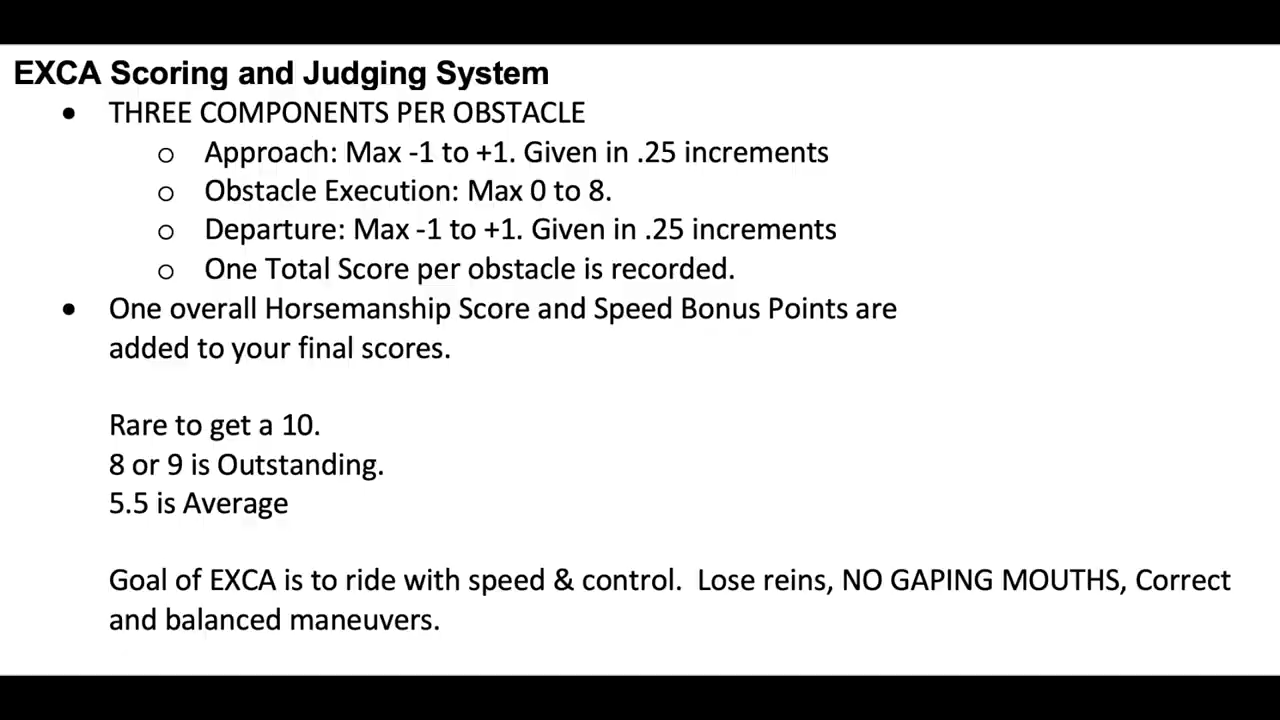 EXCA Scoring and Judging System
• THREE COMPONENTS PER OBSTACLE
o Approach: Max -1 to +1. Given in .25 increments
o Obstacle Execution: Max 0 to 8.
o Departure: Max -1 to +1. Given in .25 increments
o One Total Score per obstacle is recorded.
• One overall Horsemanship Score and Speed Bonus Points are
added to your final scores.
Rare to get a 10.
8 or 9 is Outstanding.
5.5 is Average
Goal of EXCA is to ride with speed & control. Lose reins, NO GAPING MOUTHS, Correct
and balanced maneuvers.